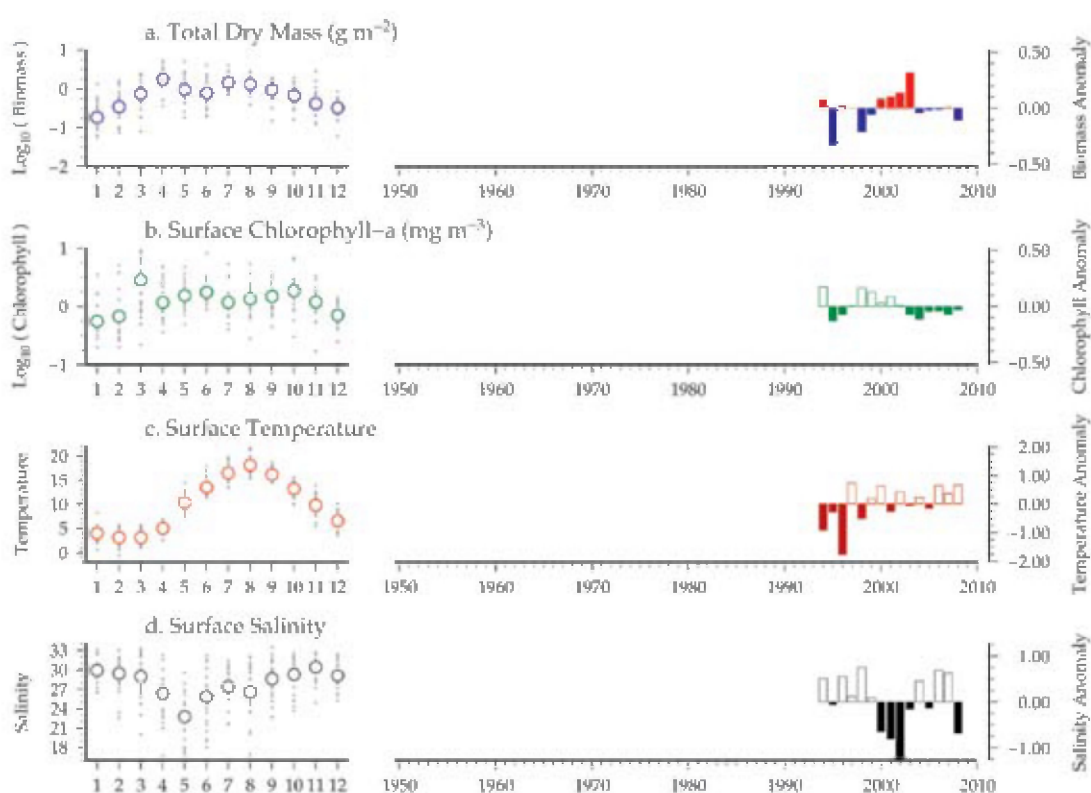 a. Total Dry Mass (g m⁻²)
Log₁₀ ( Biomass )
1
0
−1
−2
1 2 3 4 5 6 7 8 9 10 11 12
1950 1960 1970 1980 1990 2000 2010
0.50
0.00
−0.50
Biomass Anomaly
b. Surface Chlorophyll−a (mg m⁻³)
Log₁₀ ( Chlorophyll )
1
0
−1
1 2 3 4 5 6 7 8 9 10 11 12
1950 1960 1970 1980 1990 2000 2010
0.50
0.00
−0.50
Chlorophyll Anomaly
c. Surface Temperature
Temperature
20
15
10
5
0
1 2 3 4 5 6 7 8 9 10 11 12
1950 1960 1970 1980 1990 2000 2010
2.00
1.00
0.00
−1.00
−2.00
Temperature Anomaly
d. Surface Salinity
Salinity
33
30
27
24
21
18
1 2 3 4 5 6 7 8 9 10 11 12
1950 1960 1970 1980 1990 2000 2010
1.00
0.00
−1.00
Salinity Anomaly